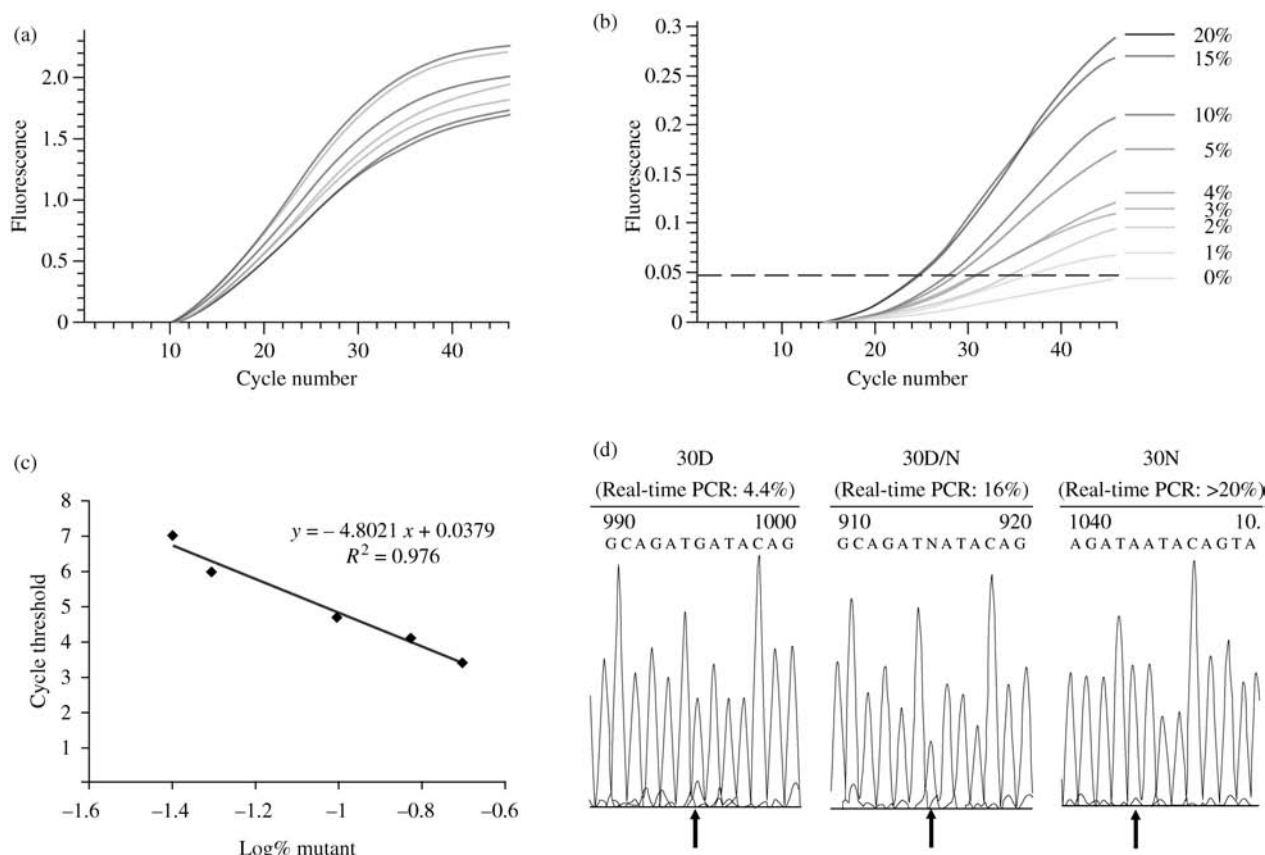 (a)
2.0
1.5
1.0
0.5
0
10 20 30 40
Fluorescence
Cycle number
(b)
0.3
0.25
0.2
0.15
0.1
0.05
0
10 20 30 40
Fluorescence
Cycle number
20%
15%
10%
5%
4%
3%
2%
1%
0%
(c)
8
7
6
5
4
3
2
1
−1.6 −1.4 −1.2 −1 −0.8 −0.6
Cycle threshold
Log% mutant
y = − 4.8021 x + 0.0379
R² = 0.976
(d)
30D
(Real-time PCR: 4.4%)
990 1000
GCAGATGATACAG
30D/N
(Real-time PCR: 16%)
910 920
GCAGATNATACAG
30N
(Real-time PCR: >20%)
1040 10.
AGATAATACAGTA